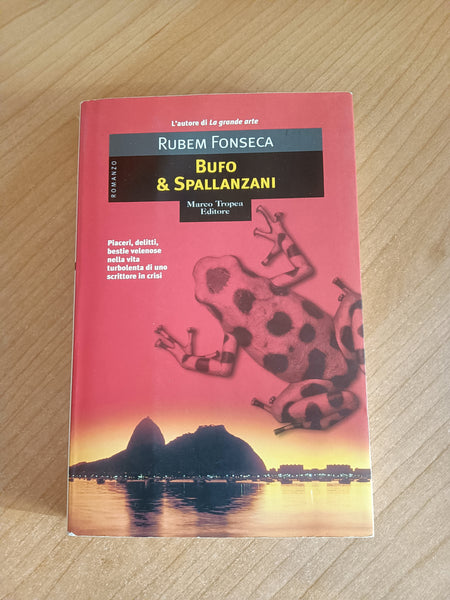 L'autore di La grande arte
ROMANZO
RUBEM FONSECA
BUFO
& SPALLANZANI
Marco Tropea
Editore
Piaceri, delitti,
bestie velenose
nella vita
turbolenta di uno
scrittore in crisi